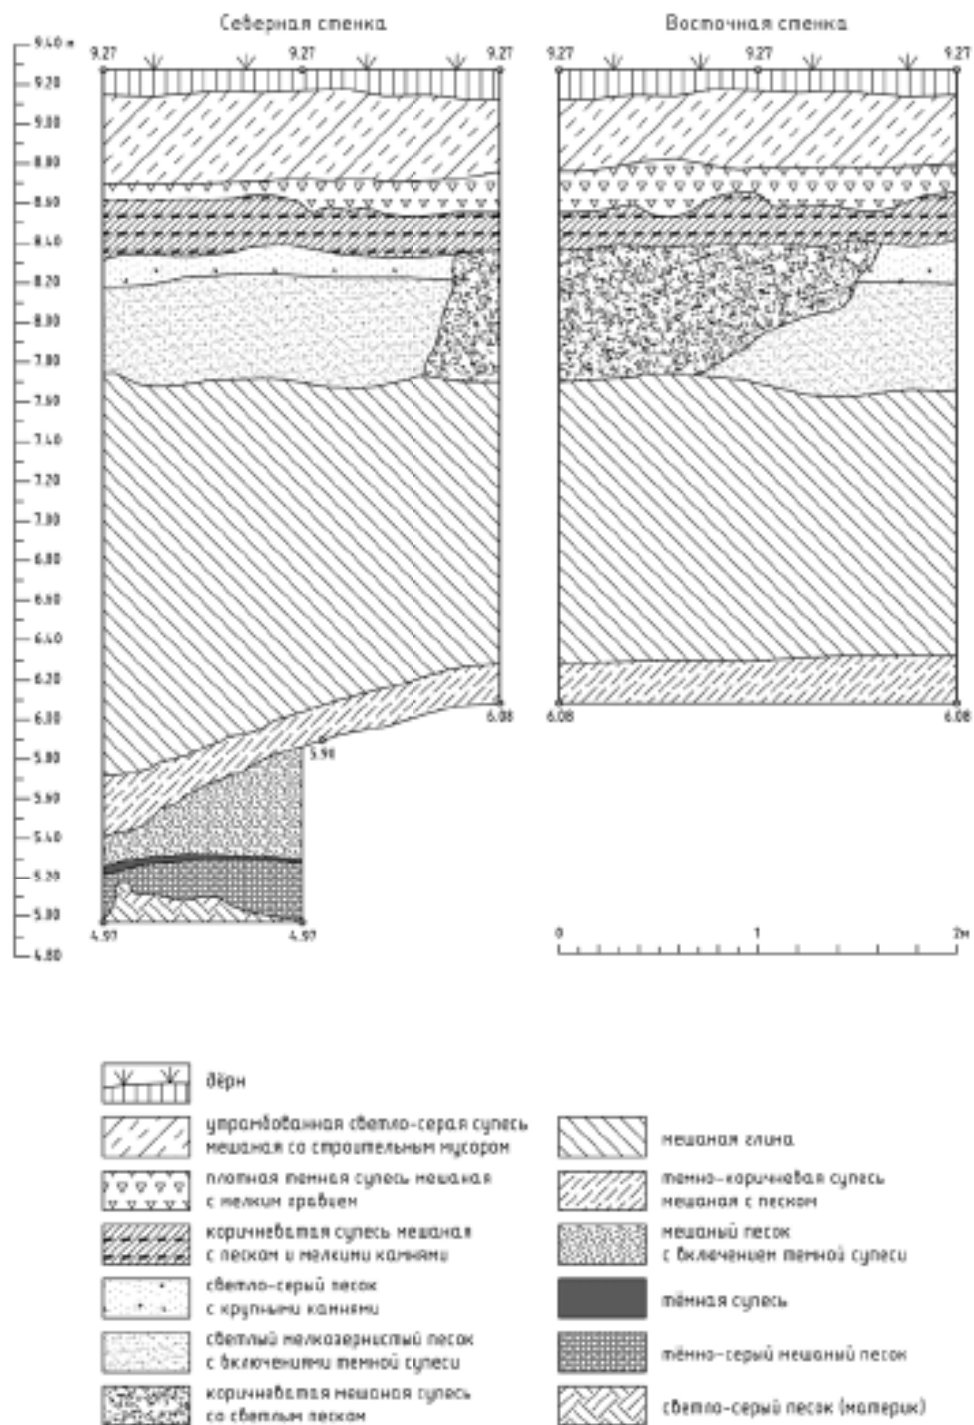 Северная стенка
Восточная стенка
9.40 м
9.20
9.00
8.80
8.60
8.40
8.20
8.00
7.80
7.60
7.40
7.20
7.00
6.80
6.60
6.40
6.20
6.00
5.80
5.60
5.40
5.20
5.00
4.80
9.27 9.27 9.27
9.27 9.27 9.27
6.08
5.90
4.97 4.97
6.08 6.08
0 1 2м
дёрн
утрамбованная светло-серая супесь
мешаная со строительным мусором
плотная темная супесь мешаная
с мелким гравием
коричневатая супесь мешаная
с песком и мелкими камнями
светло-серый песок
с крупными камнями
светлый мелкозернистый песок
с включениями темной супеси
коричневатая мешаная супесь
со светлым песком
мешаная глина
темно-коричневая супесь
мешаная с песком
мешаный песок
с включением темной супеси
тёмная супесь
тёмно-серый мешаный песок
светло-серый песок (материк)